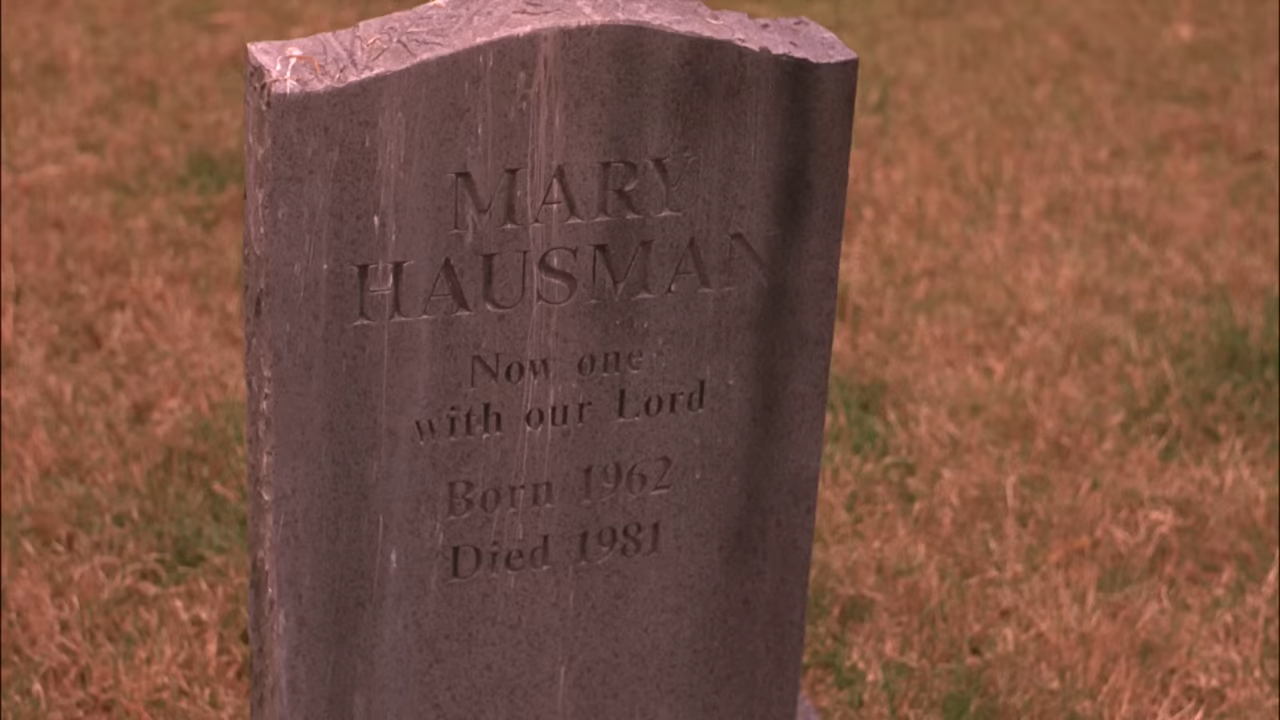 MARY
HAUSMAN
Now one
with our Lord
Born 1962
Died 1981